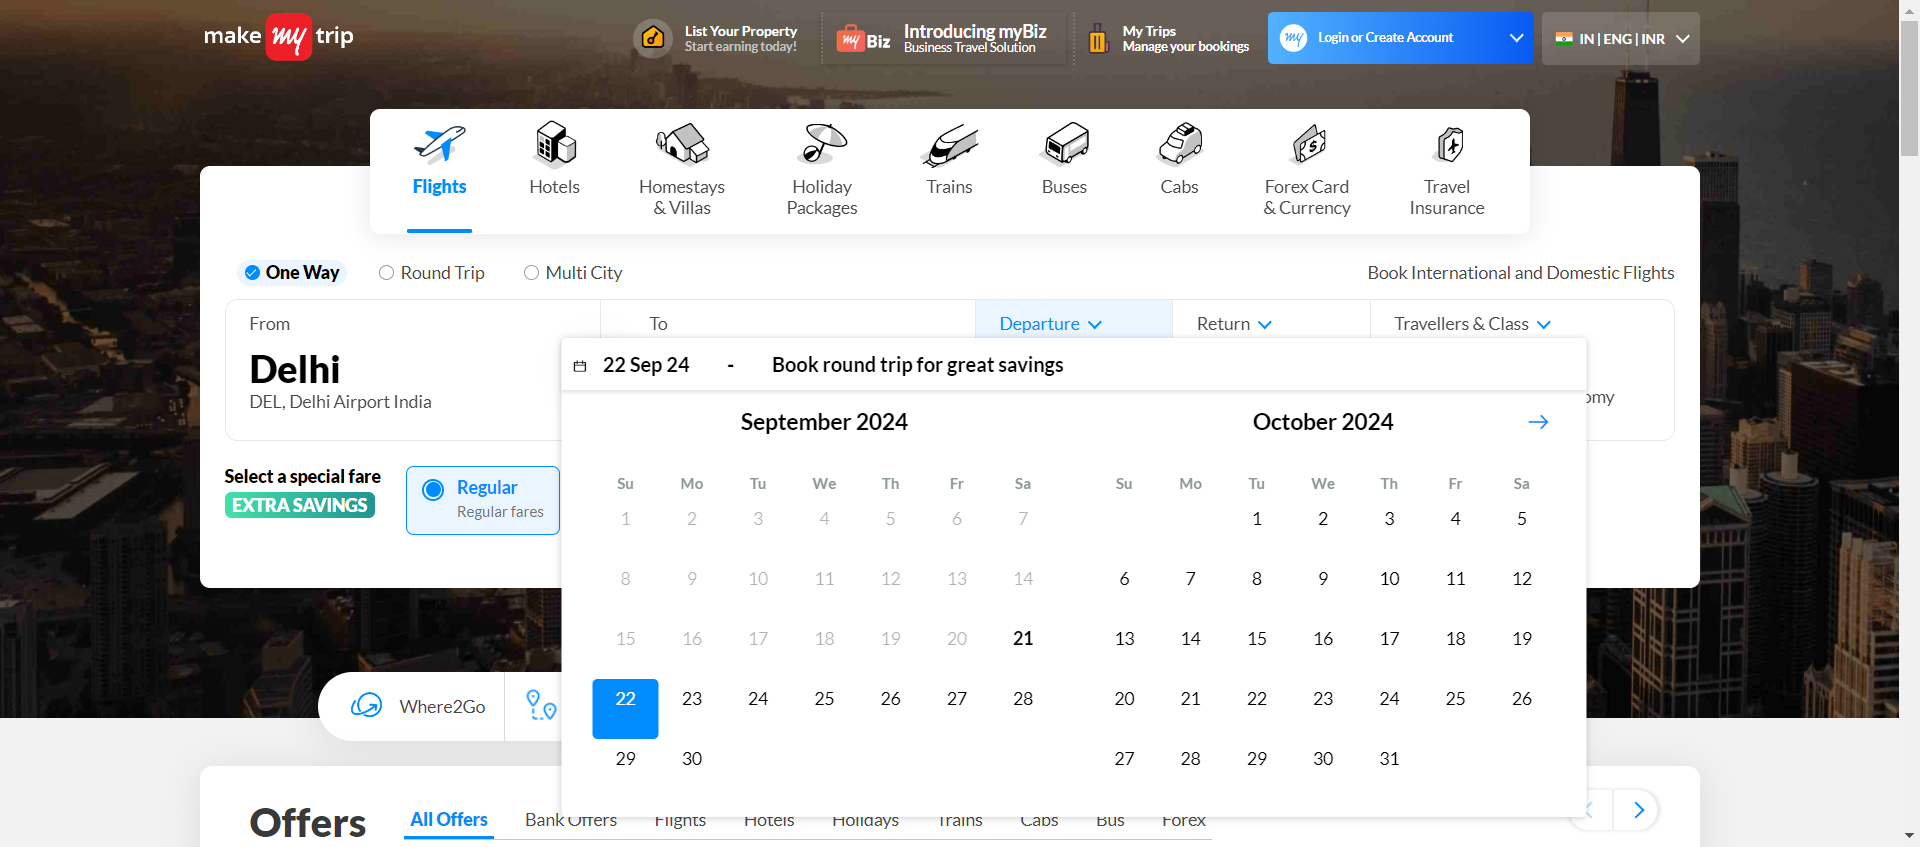 make my trip
List Your Property
Start earning today!
my Biz
Introducing myBiz
Business Travel Solution
My Trips
Manage your bookings
my Login or Create Account
IN | ENG | INR
Flights
Hotels
Homestays
& Villas
Holiday
Packages
Trains
Buses
Cabs
Forex Card
& Currency
Travel
Insurance
One Way
Round Trip
Multi City
Book International and Domestic Flights
From
To
Departure
Return
Travellers & Class
Delhi
DEL, Delhi Airport India
22 Sep 24 - Book round trip for great savings
September 2024
Su Mo Tu We Th Fr Sa
1 2 3 4 5 6 7
8 9 10 11 12 13 14
15 16 17 18 19 20 21
22 23 24 25 26 27 28
29 30
October 2024
Su Mo Tu We Th Fr Sa
1 2 3 4 5
6 7 8 9 10 11 12
13 14 15 16 17 18 19
20 21 22 23 24 25 26
27 28 29 30 31
Select a special fare
EXTRA SAVINGS
Regular
Regular fares
Where2Go
Offers
All Offers
Bank Offers
Flights
Hotels
Holidays
Trains
Cabs
Bus
Forex